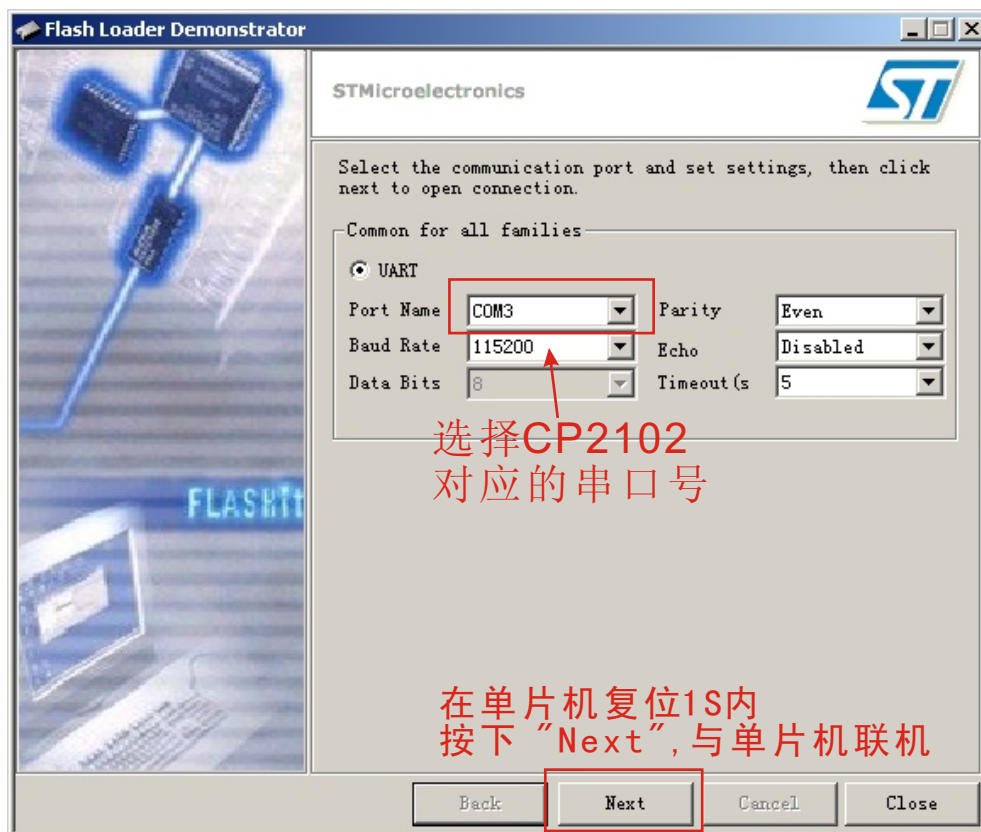 Flash Loader Demonstrator
STMicroelectronics
ST
Select the communication port and set settings, then click
next to open connection.
Common for all families
UART
Port Name COM3 Parity Even
Baud Rate 115200 Echo Disabled
Data Bits 8 Timeout(s 5
选择CP2102
对应的串口号
FLASHIt
在单片机复位1S内
按下 "Next",与单片机联机
Back Next Cancel Close